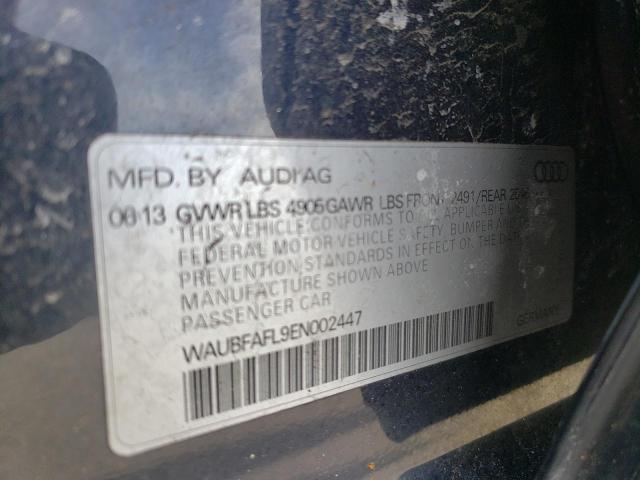 MFD. BY AUDI AG
06·13 GVWR LBS 4905 GAWR LBS FRONT 2491/REAR
THIS VEHICLE CONFORMS TO ALL APPLICABLE
FEDERAL MOTOR VEHICLE SAFETY, BUMPER AND THEFT
PREVENTION STANDARDS IN EFFECT ON DATE OF
MANUFACTURE SHOWN ABOVE
PASSENGER CAR
WAUBFAFL9EN002447
GERMANY